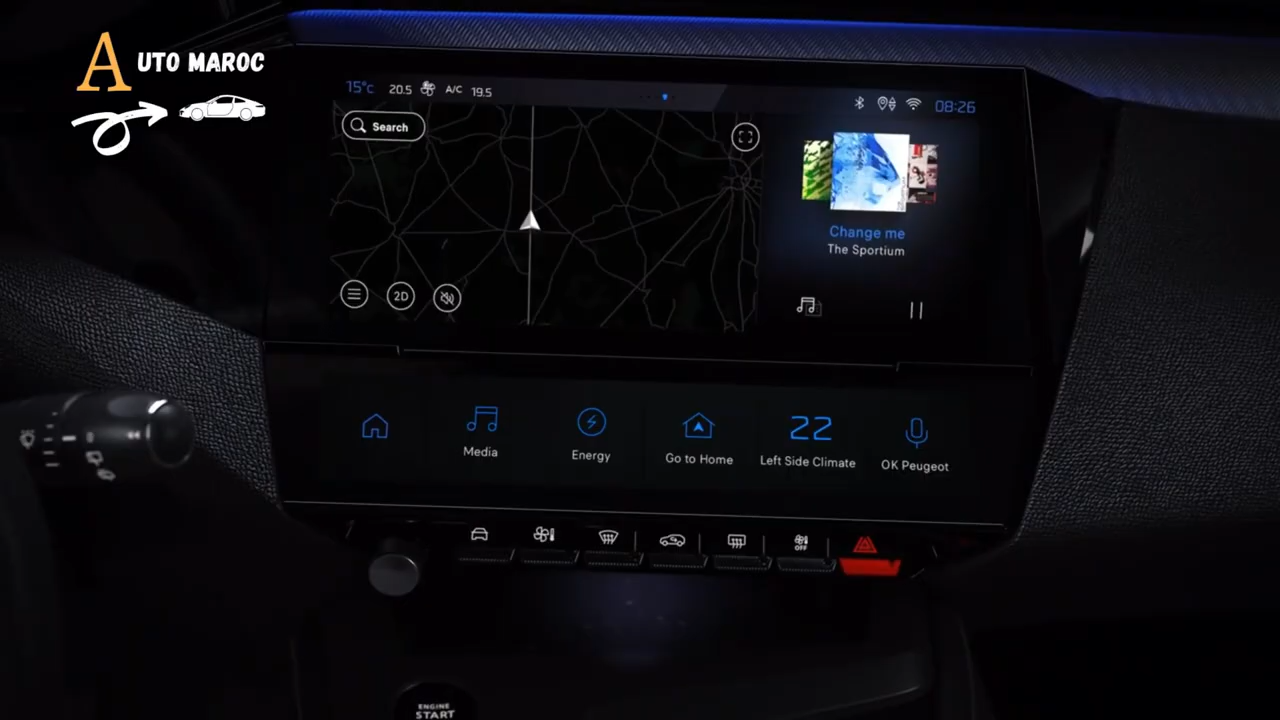 AUTO MAROC
15°C 20.5 A/C 19.5
08:26
Search
2D
Change me
The Sportium
Media
Energy
Go to Home
22
Left Side Climate
OK Peugeot
OFF
ENGINE
START